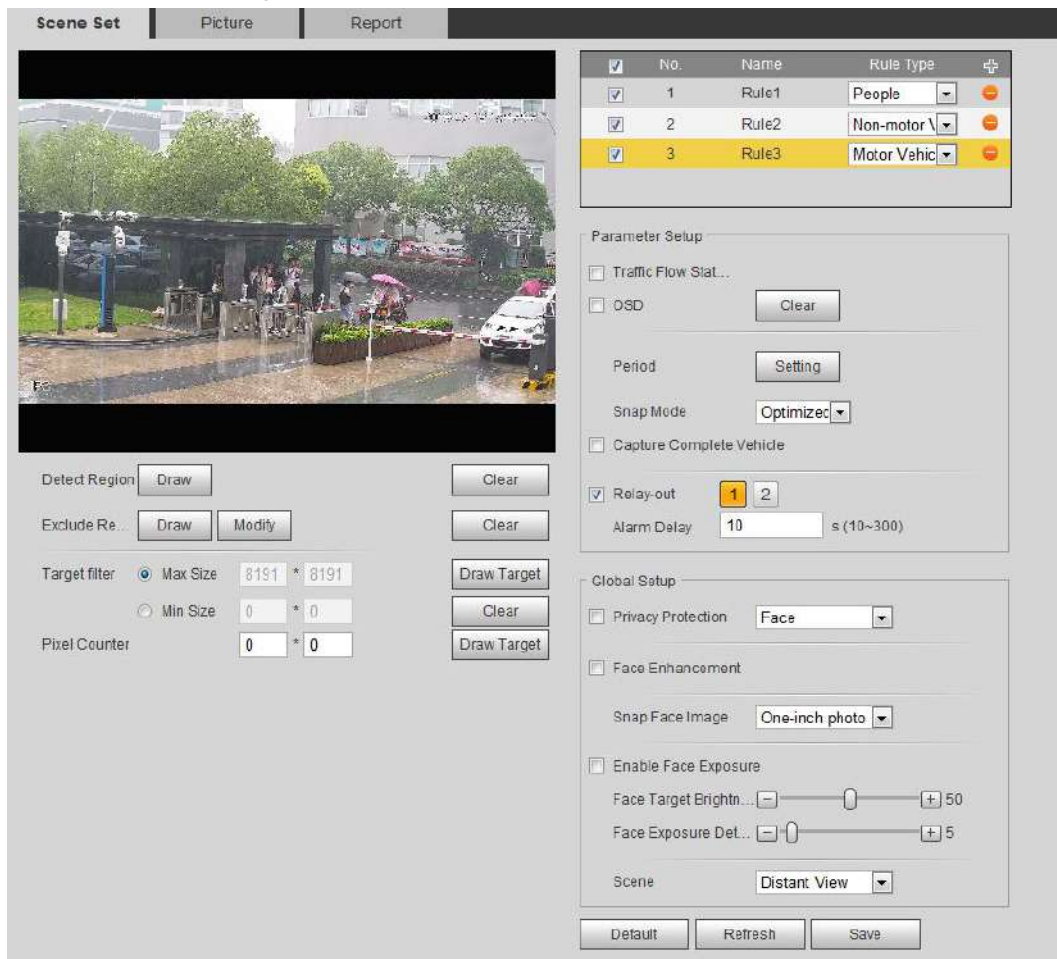 Scene Set Picture Report
No. Name Rule Type
1 Rule1 People
2 Rule2 Non-motor V
3 Rule3 Motor Vehic
Parameter Setup
Traffic Flow Stat...
OSD Clear
Period Setting
Snap Mode Optimized
Capture Complete Vehicle
Relay-out 1 2
Alarm Delay 10 s (10~300)
Detect Region Draw Clear
Exclude Re... Draw Modify Clear
Target filter Max Size 8191 * 8191 Draw Target
Min Size 0 * 0 Clear
Pixel Counter 0 * 0 Draw Target
Global Setup
Privacy Protection Face
Face Enhancement
Snap Face Image One-inch photo
Enable Face Exposure
Face Target Brightn... - + 50
Face Exposure Det... - + 5
Scene Distant View
Default Refresh Save